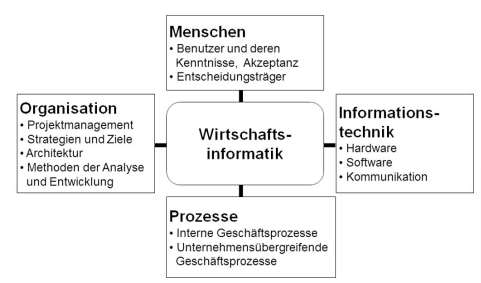 Menschen
• Benutzer und deren
Kenntnisse, Akzeptanz
• Entscheidungsträger
Organisation
• Projektmanagement
• Strategien und Ziele
• Architektur
• Methoden der Analyse
und Entwicklung
Wirtschafts-
informatik
Informations-
technik
• Hardware
• Software
• Kommunikation
Prozesse
• Interne Geschäftsprozesse
• Unternehmensübergreifende
Geschäftsprozesse